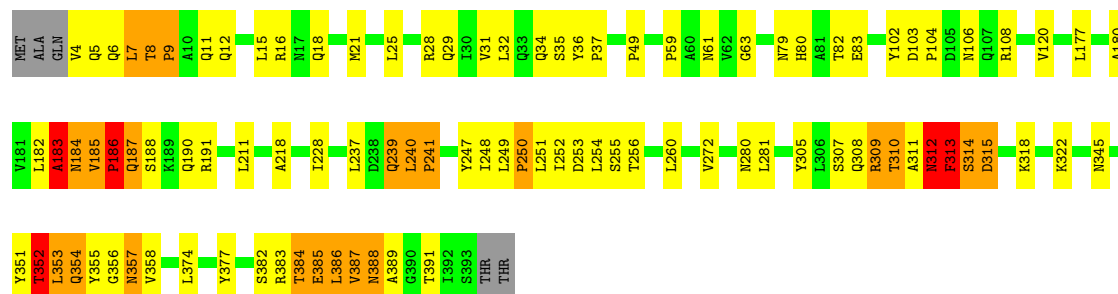 MET ALA GLN V4 Q5 Q6 L7 T8 P9 A10 Q11 Q12 L15 R16 N17 Q18 M21 L25 R28 Q29 I30 V31 L32 Q33 Q34 S35 Y36 P37 P49 P59 A60 N61 V62 G63 N79 H80 A81 T82 E83 Y102 D103 P104 D105 N106 Q107 R108 V120 L177 A180
V181 L182 A183 N184 V185 P186 Q187 S188 K189 Q190 R191 L211 A218 I228 L237 D238 Q239 L240 P241 Y247 I248 L249 P250 L251 I252 D253 L254 S255 T256 L260 V272 N280 L281 Y305 L306 S307 Q308 R309 T310 A311 N312 F313 S314 D315 K318 K322 N345
Y351 T352 L353 Q354 Y355 G356 N357 V358 L374 Y377 S382 R383 T384 E385 L386 V387 N388 A389 G390 T391 I392 S393 THR THR